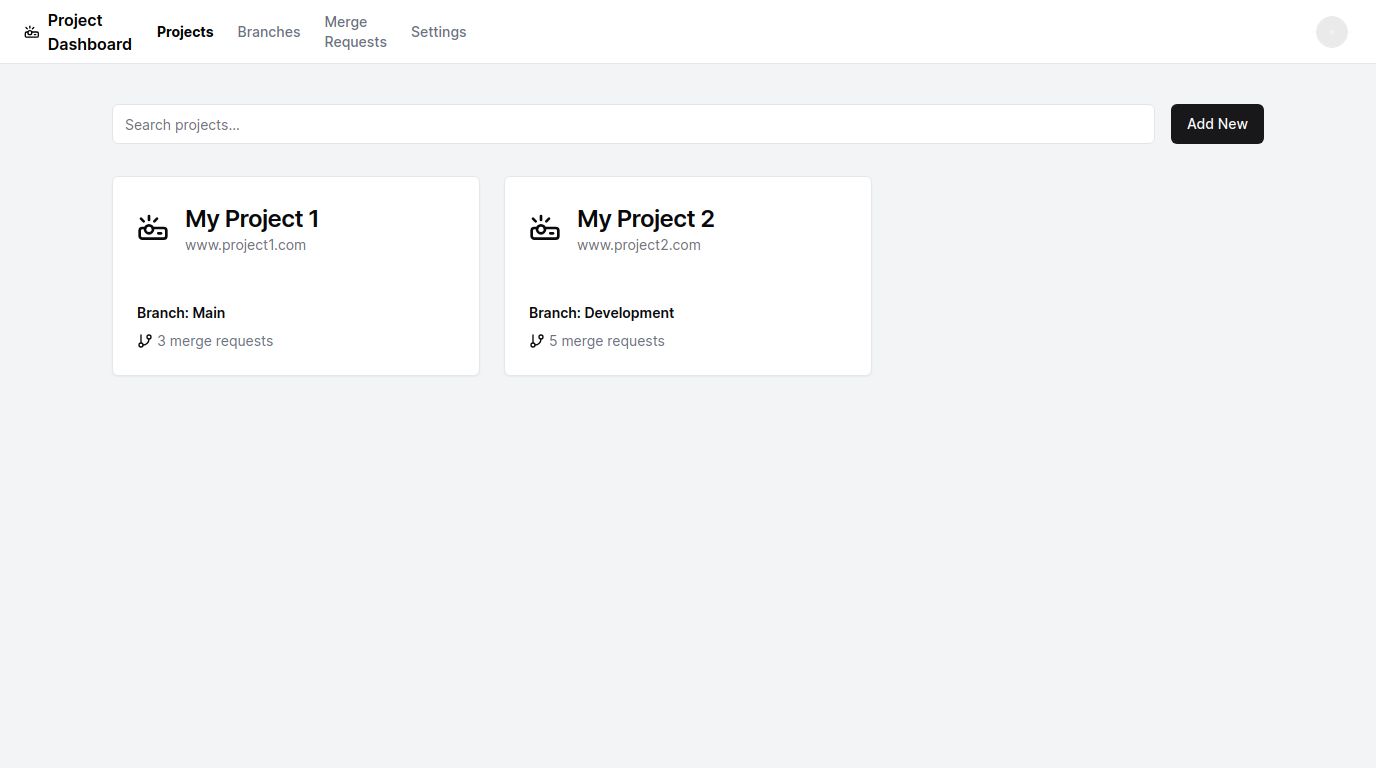 Project
Dashboard
Projects
Branches
Merge
Requests
Settings
Search projects...
Add New
My Project 1
www.project1.com
Branch: Main
3 merge requests
My Project 2
www.project2.com
Branch: Development
5 merge requests